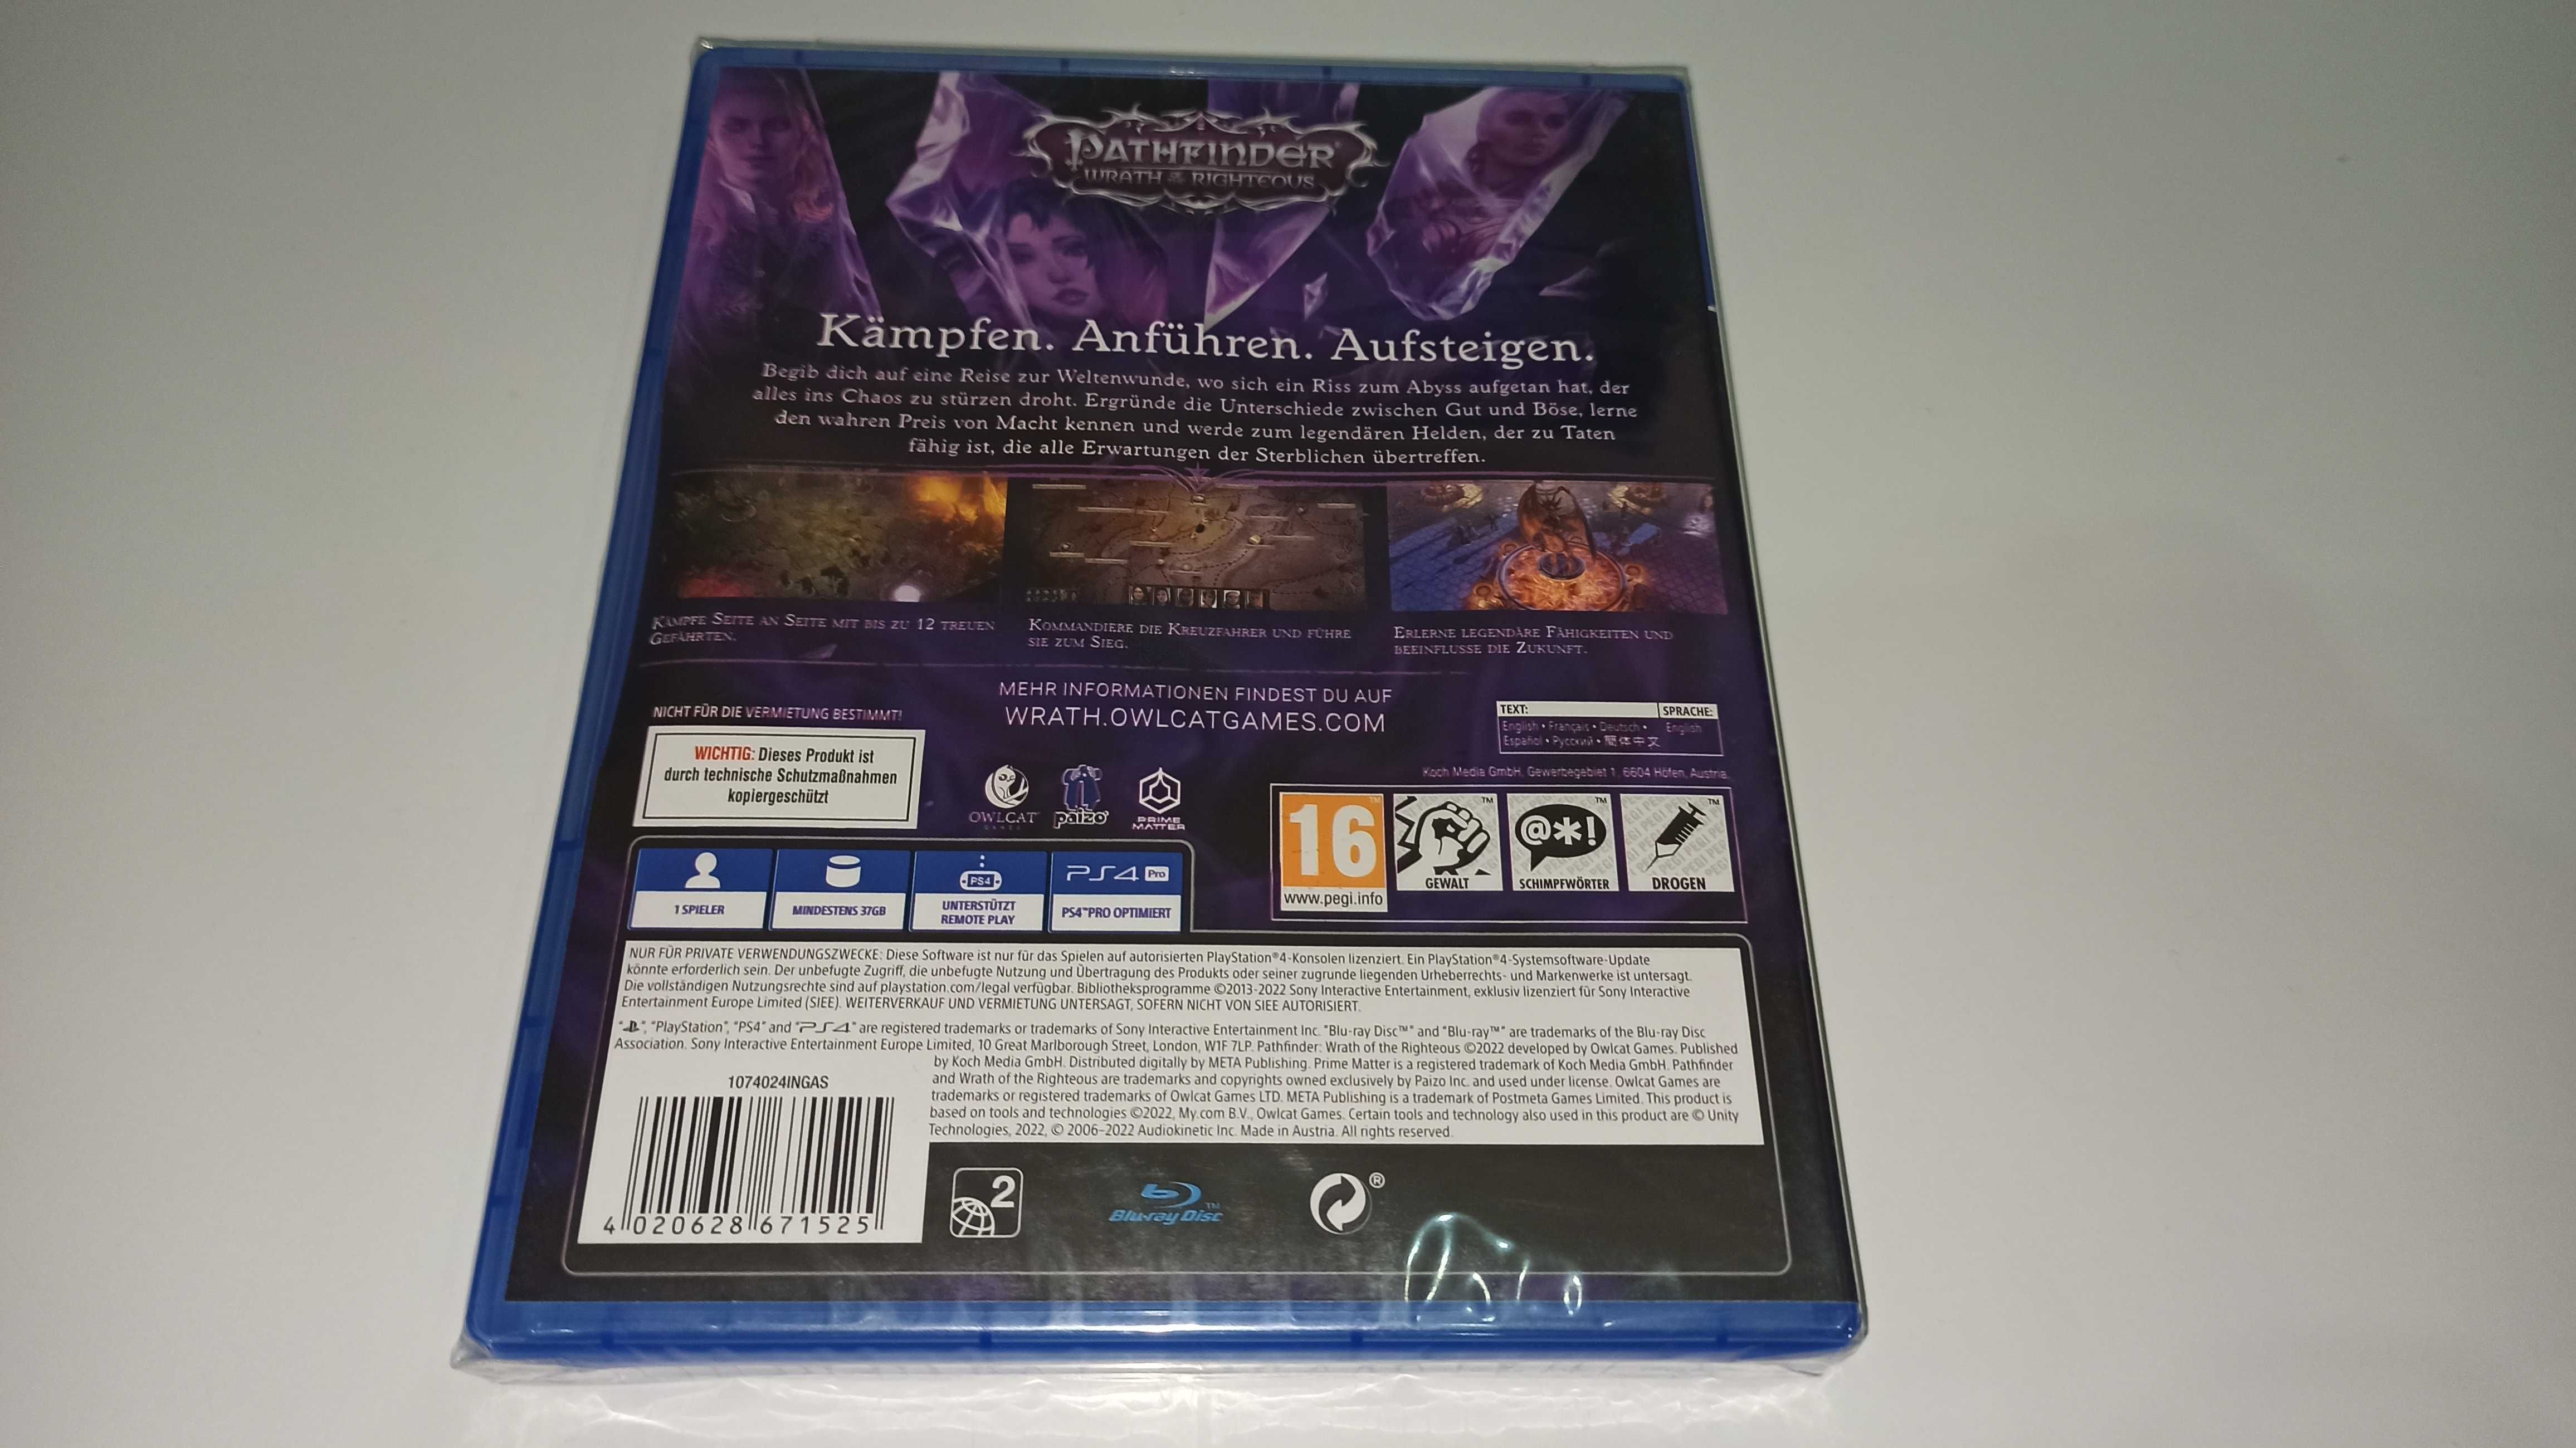 PATHFINDER®
WRATH OF THE RIGHTEOUS
Kämpfen. Anführen. Aufsteigen.
Begib dich auf eine Reise zur Weltenwunde, wo sich ein Riss zum Abyss aufgetan hat, der
alles ins Chaos zu stürzen droht. Ergründe die Unterschiede zwischen Gut und Böse, lerne
den wahren Preis von Macht kennen und werde zum legendären Helden, der zu Taten
fähig ist, die alle Erwartungen der Sterblichen übertreffen.
KÄMPFE SEITE AN SEITE MIT BIS ZU 12 TREUEN
GEFÄHRTEN.
KOMMANDIERE DIE KREUZFAHRER UND FÜHRE
SIE ZUM SIEG.
ERLERNE LEGENDÄRE FÄHIGKEITEN UND
BEEINFLUSSE DIE ZUKUNFT.
MEHR INFORMATIONEN FINDEST DU AUF
WRATH.OWLCATGAMES.COM
NICHT FÜR DIE VERMIETUNG BESTIMMT!
WICHTIG: Dieses Produkt ist
durch technische Schutzmaßnahmen
kopiergeschützt
TEXT: SPRACHE:
English • Français • Deutsch • English
Español • Русский • 簡体中文
Koch Media GmbH, Gewerbegebiet 1, 6604 Höfen, Austria.
OWLCAT
GAMES
paizo®
PRIME
MATTER
16™
www.pegi.info
™
GEWALT
@*!™
SCHIMPFWÖRTER
™
DROGEN
1 SPIELER
MINDESTENS 37GB
PS4
UNTERSTÜTZT
REMOTE PLAY
PS4 Pro
PS4™PRO OPTIMIERT
NUR FÜR PRIVATE VERWENDUNGSZWECKE: Diese Software ist nur für das Spielen auf autorisierten PlayStation®4-Konsolen lizenziert. Ein PlayStation®4-Systemsoftware-Update
könnte erforderlich sein. Der unbefugte Zugriff, die unbefugte Nutzung und Übertragung des Produkts oder seiner zugrunde liegenden Urheberrechts- und Markenwerke ist untersagt.
Die vollständigen Nutzungsrechte sind auf playstation.com/legal verfügbar. Bibliotheksprogramme ©2013-2022 Sony Interactive Entertainment, exklusiv lizenziert für Sony Interactive
Entertainment Europe Limited (SIEE). WEITERVERKAUF UND VERMIETUNG UNTERSAGT, SOFERN NICHT VON SIEE AUTORISIERT.
" ", "PlayStation", "PS4" and "PS4" are registered trademarks or trademarks of Sony Interactive Entertainment Inc. "Blu-ray Disc™" and "Blu-ray™" are trademarks of the Blu-ray Disc
Association. Sony Interactive Entertainment Europe Limited, 10 Great Marlborough Street, London, W1F 7LP. Pathfinder: Wrath of the Righteous ©2022 developed by Owlcat Games. Published
by Koch Media GmbH. Distributed digitally by META Publishing. Prime Matter is a registered trademark of Koch Media GmbH. Pathfinder
and Wrath of the Righteous are trademarks and copyrights owned exclusively by Paizo Inc. and used under license. Owlcat Games are
trademarks or registered trademarks of Owlcat Games LTD. META Publishing is a trademark of Postmeta Games Limited. This product is
based on tools and technologies ©2022, My.com B.V., Owlcat Games. Certain tools and technology also used in this product are © Unity
Technologies, 2022, © 2006–2022 Audiokinetic Inc. Made in Austria. All rights reserved.
1074024INGAS
4 020628 671525
2
Blu-ray Disc™
®